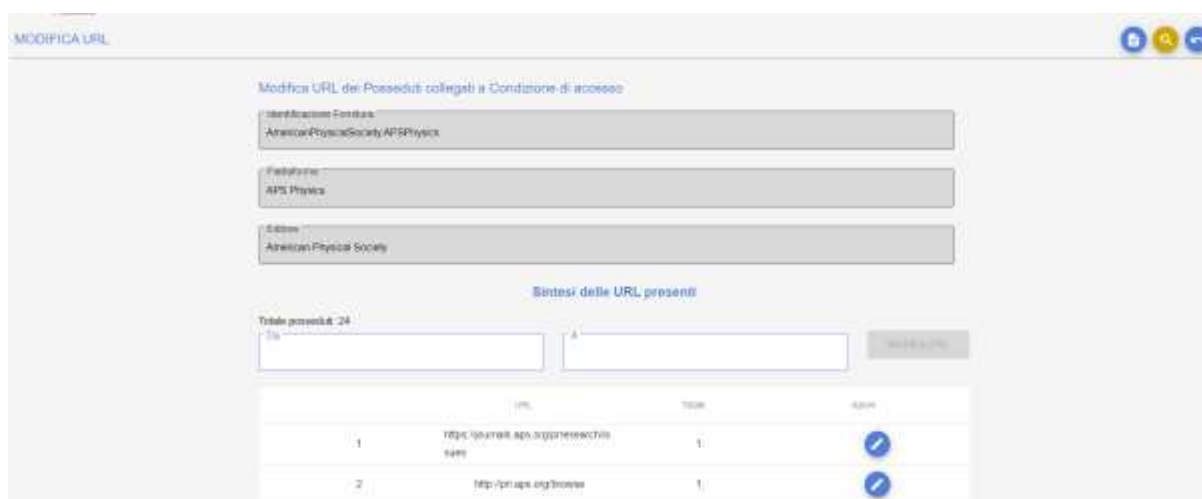 MODIFICA URL
Modifica URL dei Posseduti collegati a Condizione di accesso
Identificazione Fornitura
AmericanPhysicalSociety:APSPhysics
Piattaforma
APS Physics
Editore
American Physical Society
Sintesi delle URL presenti
Totale posseduti: 24
Da
A
URL
Totale
Azioni
1
https://journals.aps.org/prresearch/is
sues
1
2
http://prl.aps.org/browse
1